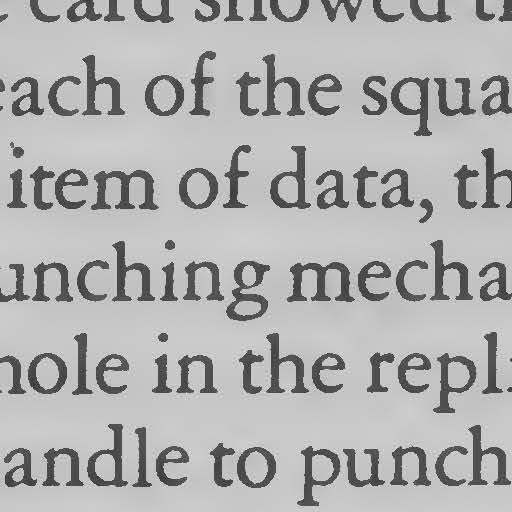 card showed
each of the squa
item of data, th
unching mecha
hole in the repli
andle to punch